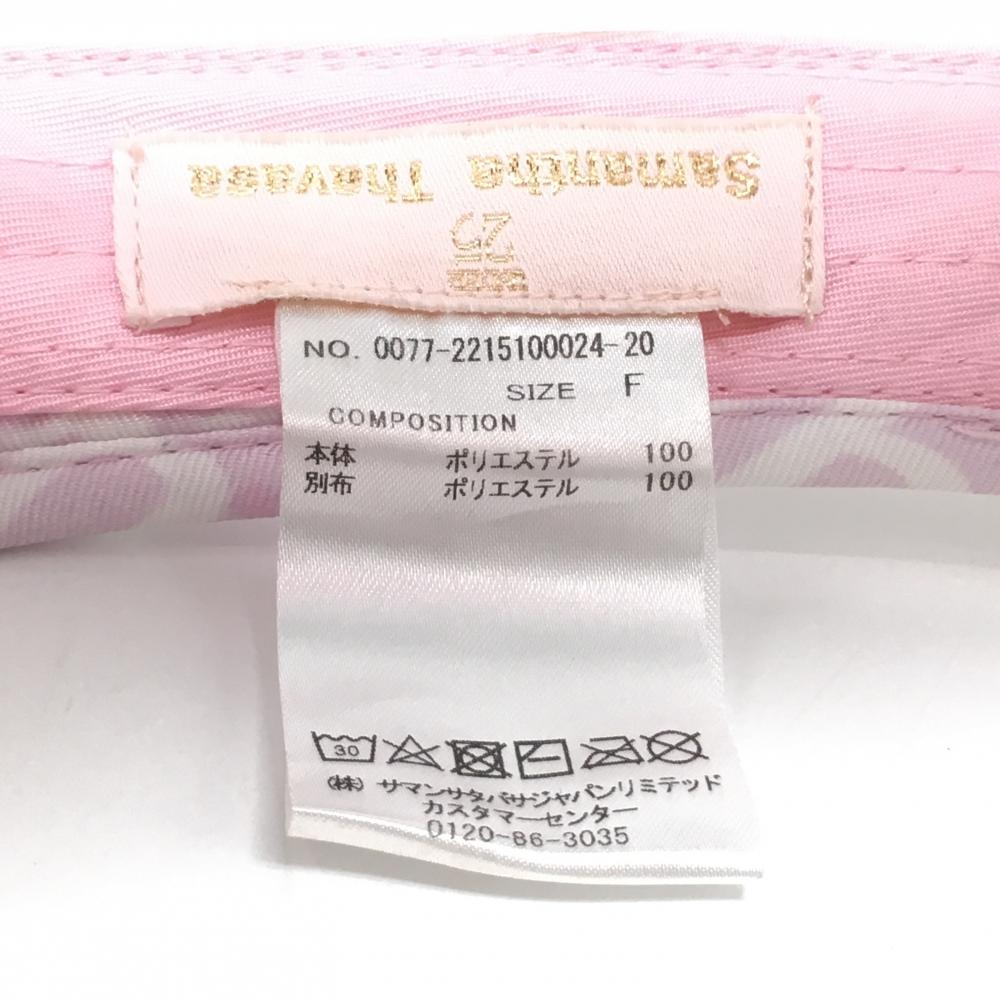 Samantha Thavasa
25
NO. 0077-2215100024-20
SIZE F
COMPOSITION
本体 ポリエステル 100
別布 ポリエステル 100
30
(株) サマンサタバサジャパンリミテッド
カスタマーセンター
0120-86-3035